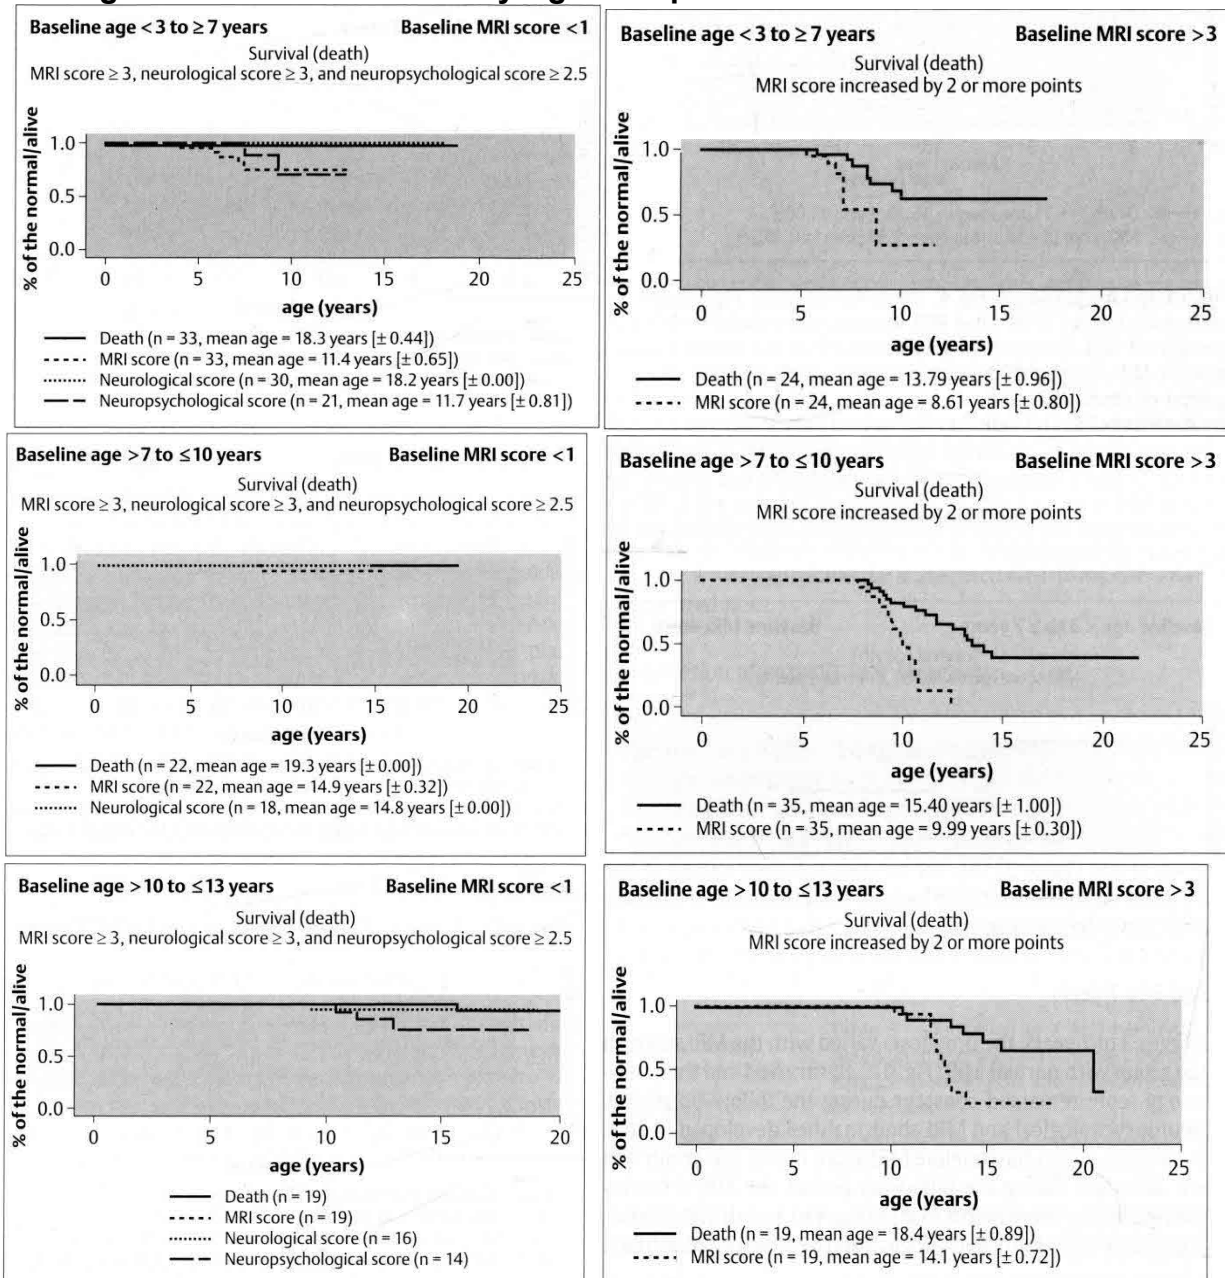 Baseline age < 3 to ≥ 7 years Baseline MRI score <1
Survival (death)
MRI score ≥ 3, neurological score ≥ 3, and neuropsychological score ≥ 2.5
% of the normal/alive
1.0
0.5
0.0
0 5 10 15 20 25
age (years)
Death (n = 33, mean age = 18.3 years [± 0.44])
MRI score (n = 33, mean age = 11.4 years [± 0.65])
Neurological score (n = 30, mean age = 18.2 years [± 0.00])
Neuropsychological score (n = 21, mean age = 11.7 years [± 0.81])
Baseline age < 3 to ≥ 7 years Baseline MRI score > 3
Survival (death)
MRI score increased by 2 or more points
% of the normal/alive
1.0
0.5
0.0
0 5 10 15 20 25
age (years)
Death (n = 24, mean age = 13.79 years [± 0.96])
MRI score (n = 24, mean age = 8.61 years [± 0.80])
Baseline age >7 to ≤10 years Baseline MRI score <1
Survival (death)
MRI score ≥ 3, neurological score ≥ 3, and neuropsychological score ≥ 2.5
% of the normal/alive
1.0
0.5
0.0
0 5 10 15 20 25
age (years)
Death (n = 22, mean age = 19.3 years [± 0.00])
MRI score (n = 22, mean age = 14.9 years [± 0.32])
Neurological score (n = 18, mean age = 14.8 years [± 0.00])
Baseline age >7 to ≤10 years Baseline MRI score >3
Survival (death)
MRI score increased by 2 or more points
% of the normal/alive
1.0
0.5
0.0
0 5 10 15 20 25
age (years)
Death (n = 35, mean age = 15.40 years [± 1.00])
MRI score (n = 35, mean age = 9.99 years [± 0.30])
Baseline age >10 to ≤13 years Baseline MRI score <1
Survival (death)
MRI score ≥ 3, neurological score ≥ 3, and neuropsychological score ≥ 2.5
% of the normal/alive
1.0
0.5
0.0
0 5 10 15 20
age (years)
Death (n = 19)
MRI score (n = 19)
Neurological score (n = 16)
Neuropsychological score (n = 14)
Baseline age >10 to ≤13 years Baseline MRI score > 3
Survival (death)
MRI score increased by 2 or more points
% of the normal/alive
1.0
0.5
0.0
0 5 10 15 20 25
age (years)
Death (n = 19, mean age = 18.4 years [± 0.89])
MRI score (n = 19, mean age = 14.1 years [± 0.72])